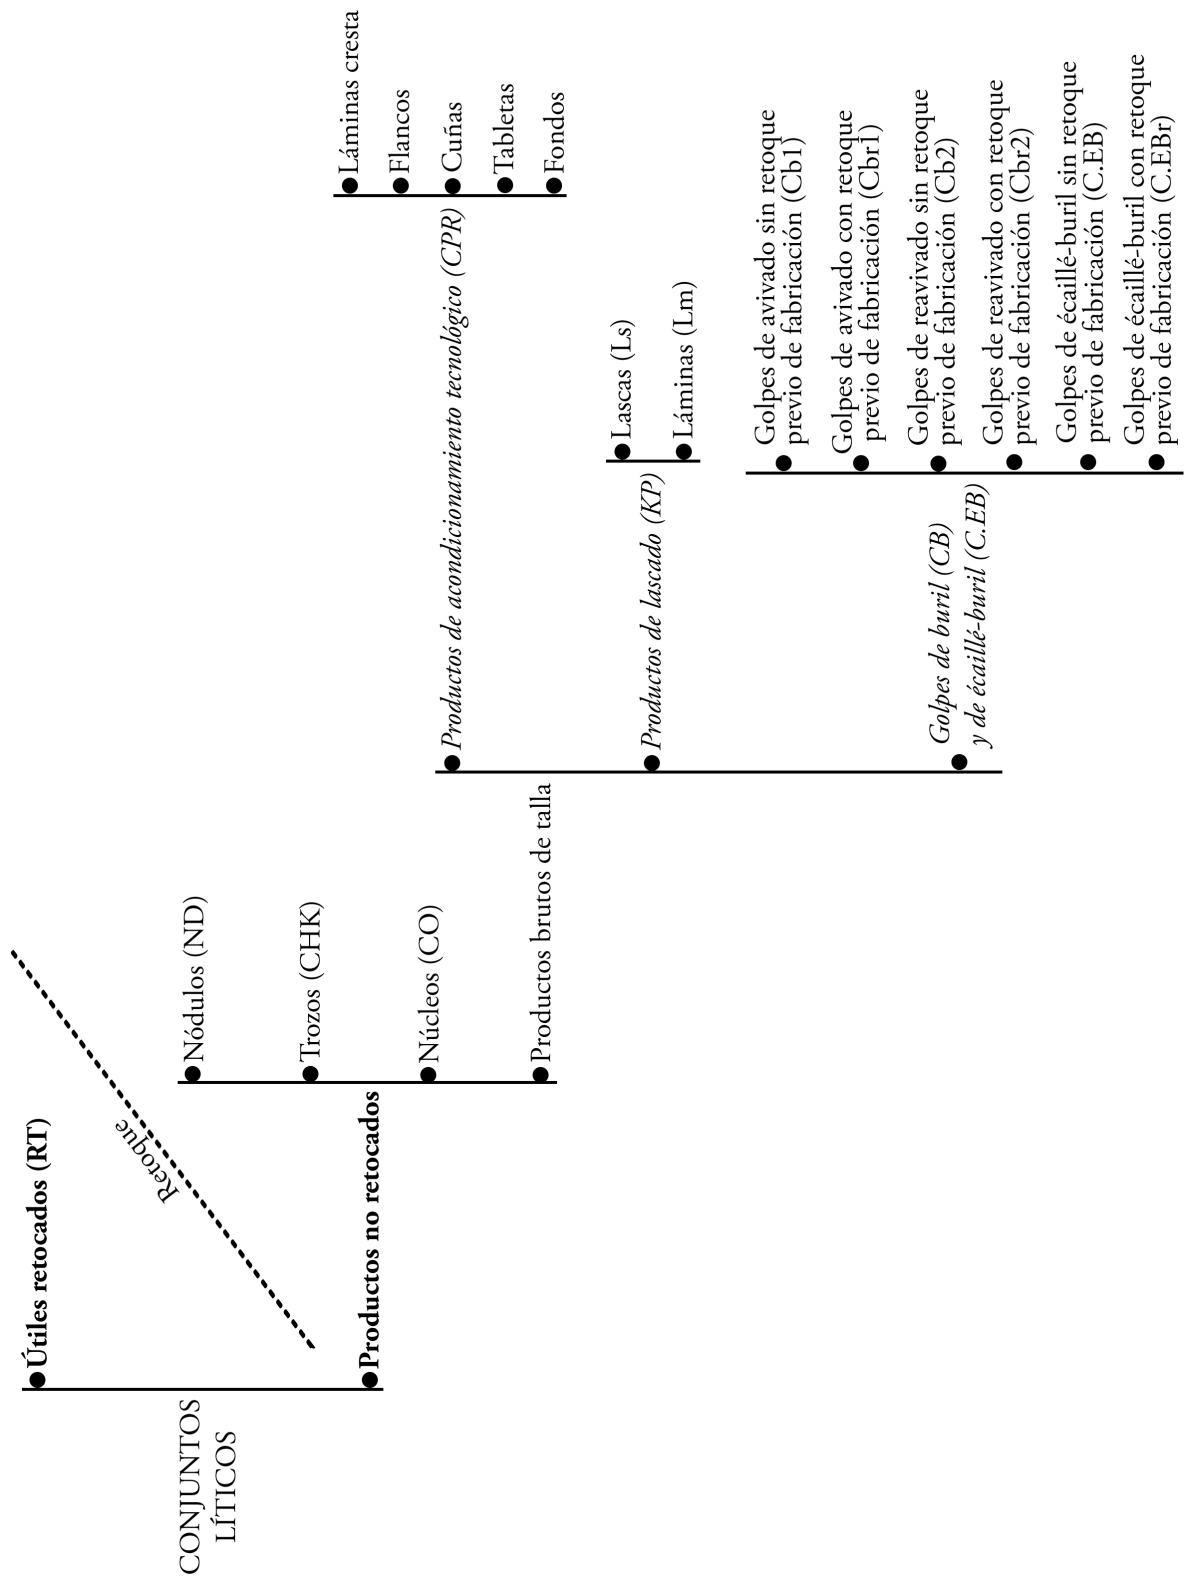 CONJUNTOS
LÍTICOS
Útiles retocados (RT)
Retoque
Productos no retocados
Nódulos (ND)
Trozos (CHK)
Núcleos (CO)
Productos brutos de talla
Productos de acondicionamiento tecnológico (CPR)
Láminas cresta
Flancos
Cuñas
Tabletas
Fondos
Productos de lascado (KP)
Lascas (Ls)
Láminas (Lm)
Golpes de buril (CB)
y de écaillé-buril (C.EB)
Golpes de avivado sin retoque
previo de fabricación (Cb1)
Golpes de avivado con retoque
previo de fabricación (Cbr1)
Golpes de reavivado sin retoque
previo de fabricación (Cb2)
Golpes de reavivado con retoque
previo de fabricación (Cbr2)
Golpes de écaillé-buril sin retoque
previo de fabricación (C.EB)
Golpes de écaillé-buril con retoque
previo de fabricación (C.EBr)